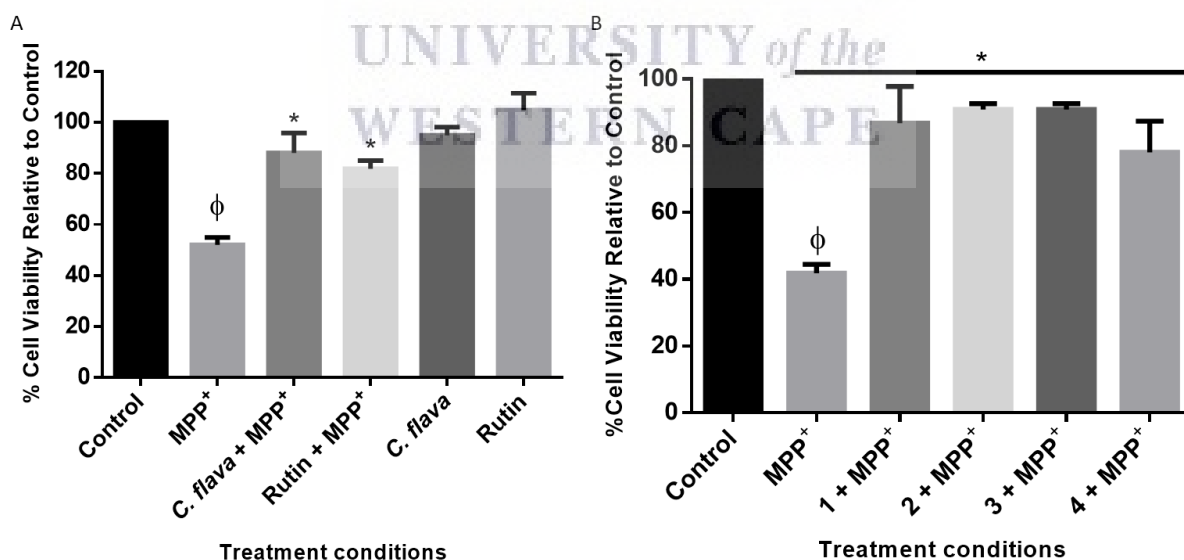 UNIVERSITY of the
WESTERN CAPE
A
% Cell Viability Relative to Control
120
100
80
60
40
20
0
ϕ
*
*
Control
MPP⁺
C. flava + MPP⁺
Rutin + MPP⁺
C. flava
Rutin
Treatment conditions
B
%Cell Viability Relative to Control
100
80
60
40
20
0
*
ϕ
Control
MPP⁺
1 + MPP⁺
2 + MPP⁺
3 + MPP⁺
4 + MPP⁺
Treatment conditions